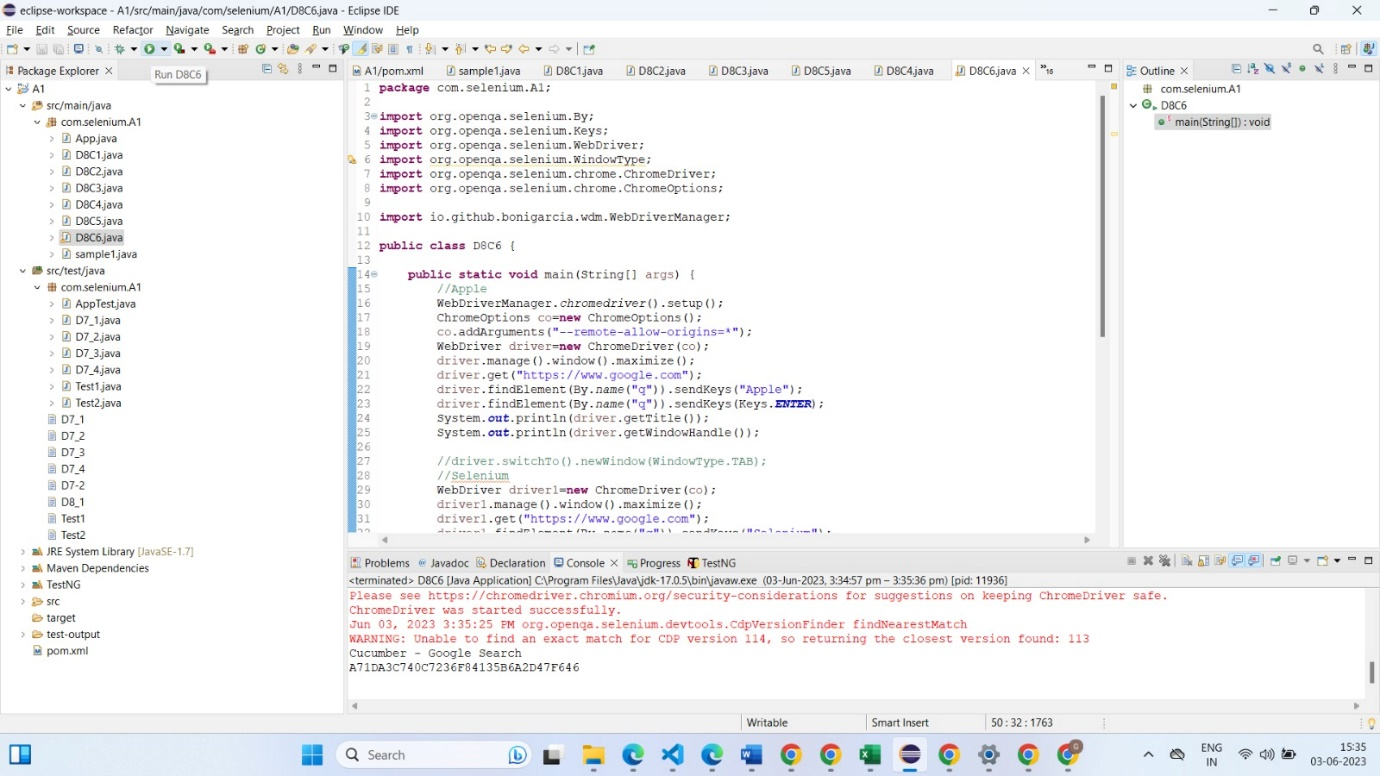 eclipse-workspace - A1/src/main/java/com/selenium/A1/D8C6.java - Eclipse IDE
File Edit Source Refactor Navigate Search Project Run Window Help
Package Explorer
Run D8C6
A1
src/main/java
com.selenium.A1
App.java
D8C1.java
D8C2.java
D8C3.java
D8C4.java
D8C5.java
D8C6.java
sample1.java
src/test/java
com.selenium.A1
AppTest.java
D7_1.java
D7_2.java
D7_3.java
D7_4.java
Test1.java
Test2.java
D7_1
D7_2
D7_3
D7_4
D7-2
D8_1
Test1
Test2
JRE System Library [JavaSE-1.7]
Maven Dependencies
TestNG
src
target
test-output
pom.xml
A1/pom.xml sample1.java D8C1.java D8C2.java D8C3.java D8C5.java D8C4.java D8C6.java »16
1 package com.selenium.A1;
2
3 import org.openqa.selenium.By;
4 import org.openqa.selenium.Keys;
5 import org.openqa.selenium.WebDriver;
6 import org.openqa.selenium.WindowType;
7 import org.openqa.selenium.chrome.ChromeDriver;
8 import org.openqa.selenium.chrome.ChromeOptions;
9
10 import io.github.bonigarcia.wdm.WebDriverManager;
11
12 public class D8C6 {
13
14 public static void main(String[] args) {
15 //Apple
16 WebDriverManager.chromedriver().setup();
17 ChromeOptions co=new ChromeOptions();
18 co.addArguments("--remote-allow-origins=*");
19 WebDriver driver=new ChromeDriver(co);
20 driver.manage().window().maximize();
21 driver.get("https://www.google.com");
22 driver.findElement(By.name("q")).sendKeys("Apple");
23 driver.findElement(By.name("q")).sendKeys(Keys.ENTER);
24 System.out.println(driver.getTitle());
25 System.out.println(driver.getWindowHandle());
26
27 //driver.switchTo().newWindow(WindowType.TAB);
28 //Selenium
29 WebDriver driver1=new ChromeDriver(co);
30 driver1.manage().window().maximize();
31 driver1.get("https://www.google.com");
Outline
com.selenium.A1
D8C6
main(String[]) : void
Problems Javadoc Declaration Console Progress TestNG
<terminated> D8C6 [Java Application] C:\Program Files\Java\jdk-17.0.5\bin\javaw.exe (03-Jun-2023, 3:34:57 pm – 3:35:36 pm) [pid: 11936]
Please see https://chromedriver.chromium.org/security-considerations for suggestions on keeping ChromeDriver safe.
ChromeDriver was started successfully.
Jun 03, 2023 3:35:25 PM org.openqa.selenium.devtools.CdpVersionFinder findNearestMatch
WARNING: Unable to find an exact match for CDP version 114, so returning the closest version found: 113
Cucumber - Google Search
A71DA3C740C7236F84135B6A2D47F646
Writable Smart Insert 50 : 32 : 1763
Search
ENG
IN
15:35
03-06-2023